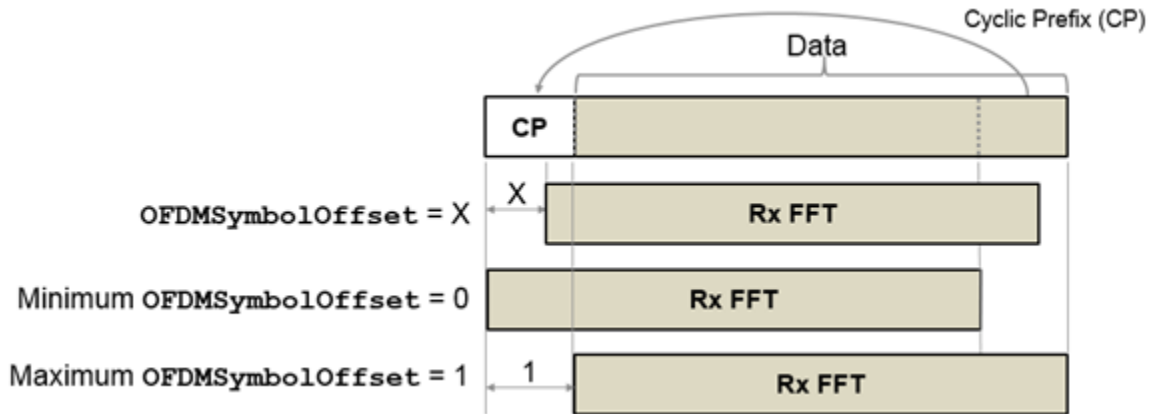 Cyclic Prefix (CP)
Data
CP
X
OFDMSymbolOffset = X
Rx FFT
Minimum OFDMSymbolOffset = 0
Rx FFT
Maximum OFDMSymbolOffset = 1
1
Rx FFT